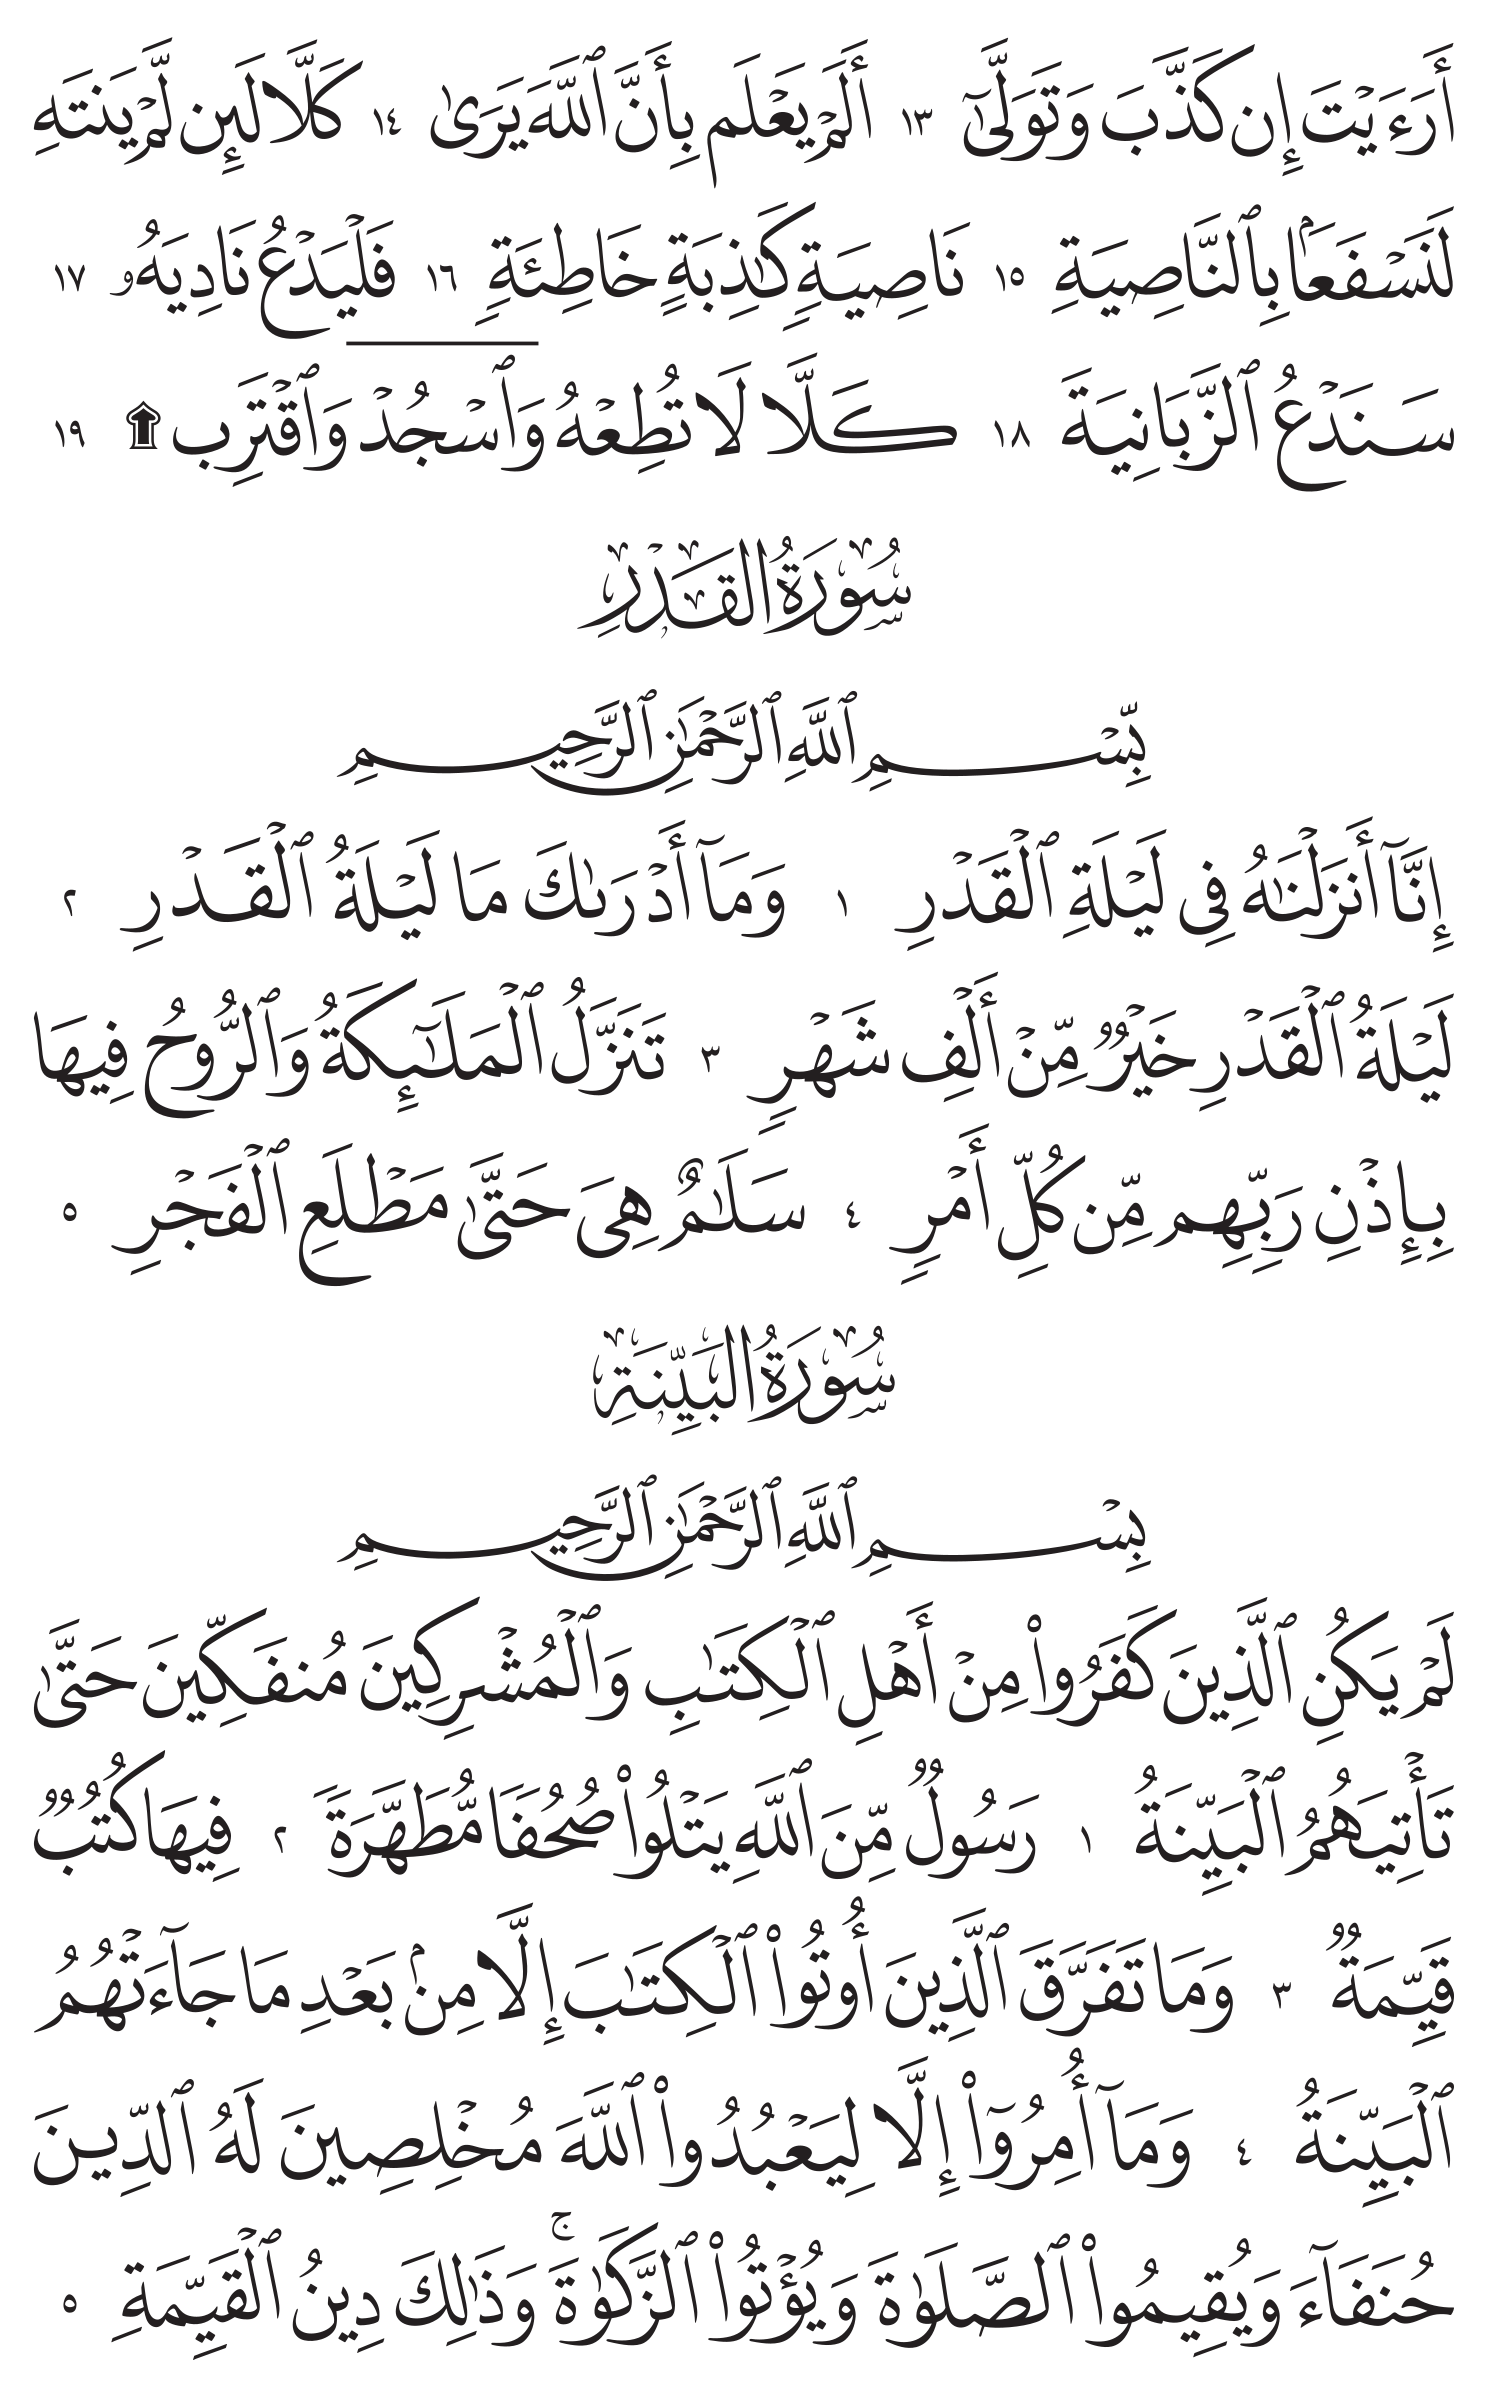 أَرَءَيْتَ إِن كَذَّبَ وَتَوَلَّىٰٓ ١٣ أَلَمْ يَعْلَم بِأَنَّ ٱللَّهَ يَرَىٰ ١٤ كَلَّا لَئِن لَّمْ يَنتَهِ
لَنَسْفَعَۢا بِٱلنَّاصِيَةِ ١٥ نَاصِيَةٍ كَـٰذِبَةٍ خَاطِئَةٍ ١٦ فَلْيَدْعُ نَادِيَهُۥ ١٧
سَنَدْعُ ٱلزَّبَانِيَةَ ١٨ كَلَّا لَا تُطِعْهُ وَٱسْجُدْ وَٱقْتَرِب ۩ ١٩
سُورَةُ القَدْرِ
بِّسْمِ ٱللَّهِ ٱلرَّحْمَـٰنِ ٱلرَّحِيمِ
إِنَّآ أَنزَلْنَـٰهُ فِى لَيْلَةِ ٱلْقَدْرِ ١ وَمَآ أَدْرَىٰكَ مَا لَيْلَةُ ٱلْقَدْرِ ٢
لَيْلَةُ ٱلْقَدْرِ خَيْرٌ مِّنْ أَلْفِ شَهْرٍ ٣ تَنَزَّلُ ٱلْمَلَـٰٓئِكَةُ وَٱلرُّوحُ فِيهَا
بِإِذْنِ رَبِّهِم مِّن كُلِّ أَمْرٍ ٤ سَلَـٰمٌ هِىَ حَتَّىٰ مَطْلَعِ ٱلْفَجْرِ ٥
سُورَةُ البَيِّنَةِ
بِسْمِ ٱللَّهِ ٱلرَّحْمَـٰنِ ٱلرَّحِيمِ
لَمْ يَكُنِ ٱلَّذِينَ كَفَرُوا۟ مِنْ أَهْلِ ٱلْكِتَـٰبِ وَٱلْمُشْرِكِينَ مُنفَكِّينَ حَتَّىٰ
تَأْتِيَهُمُ ٱلْبَيِّنَةُ ١ رَسُولٌ مِّنَ ٱللَّهِ يَتْلُوا۟ صُحُفًا مُّطَهَّرَةً ٢ فِيهَا كُتُبٌ
قَيِّمَةٌ ٣ وَمَا تَفَرَّقَ ٱلَّذِينَ أُوتُوا۟ ٱلْكِتَـٰبَ إِلَّا مِنۢ بَعْدِ مَا جَآءَتْهُمُ
ٱلْبَيِّنَةُ ٤ وَمَآ أُمِرُوٓا۟ إِلَّا لِيَعْبُدُوا۟ ٱللَّهَ مُخْلِصِينَ لَهُ ٱلدِّينَ
حُنَفَآءَ وَيُقِيمُوا۟ ٱلصَّلَوٰةَ وَيُؤْتُوا۟ ٱلزَّكَوٰةَ ۚ وَذَٰلِكَ دِينُ ٱلْقَيِّمَةِ ٥